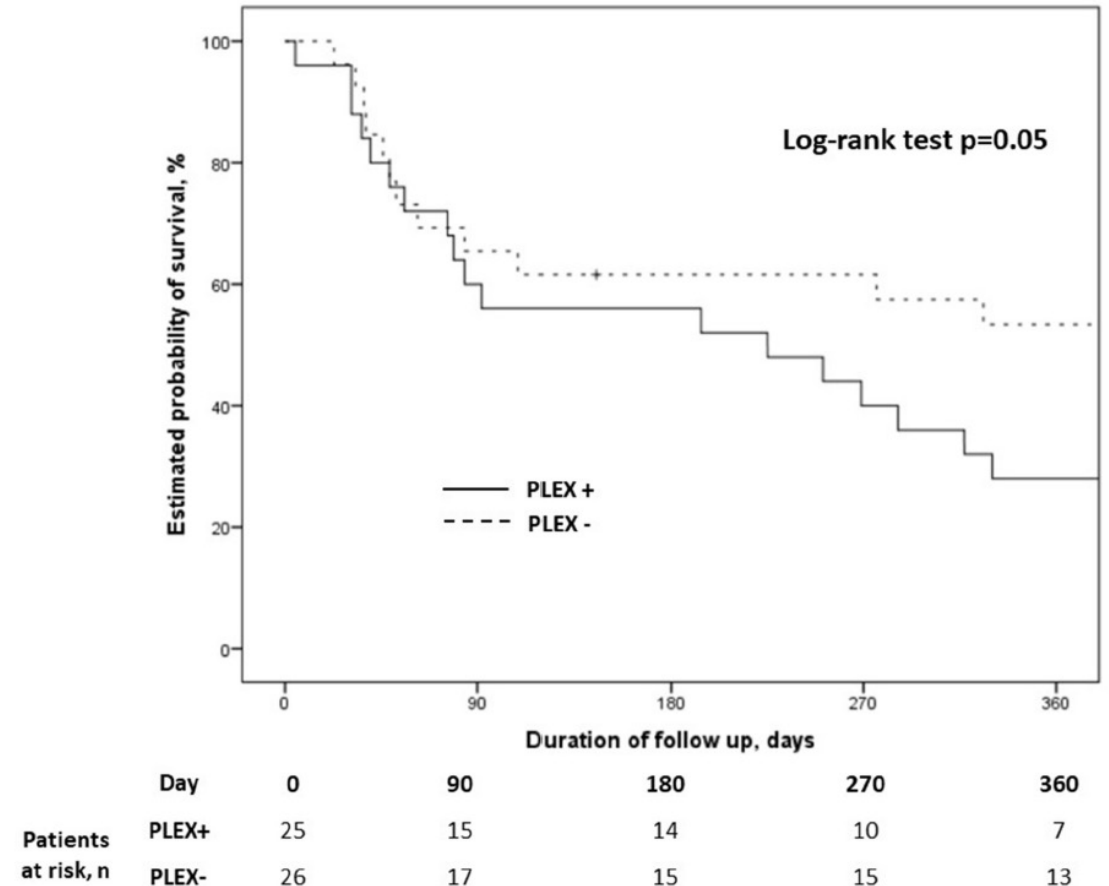 Estimated probability of survival, %
100
80
60
40
20
0
Log-rank test p=0.05
PLEX +
PLEX -
0 90 180 270 360
Duration of follow up, days
Day 0 90 180 270 360
Patients at risk, n
PLEX+ 25 15 14 10 7
PLEX- 26 17 15 15 13